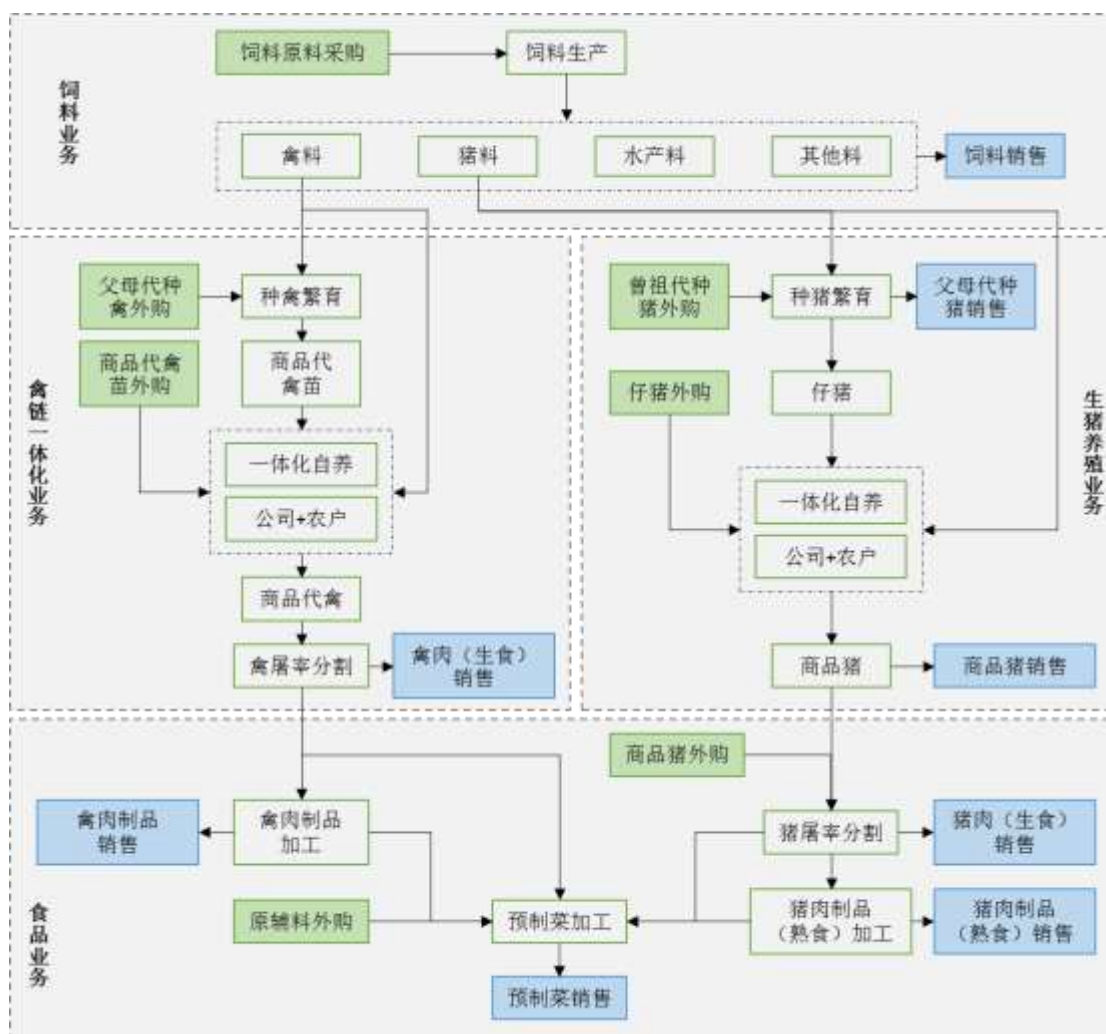 饲料业务
饲料原料采购
饲料生产
禽料
猪料
水产料
其他料
饲料销售
禽链一体化业务
父母代种
禽外购
种禽繁育
商品代禽
苗外购
商品代
禽苗
一体化自养
公司+农户
商品代禽
禽屠宰分割
禽肉（生食）
销售
生猪养殖业务
曾祖代种
猪外购
种猪繁育
父母代种
猪销售
仔猪外购
仔猪
一体化自养
公司+农户
商品猪
商品猪销售
食品业务
商品猪外购
禽肉制品
销售
禽肉制品
加工
猪屠宰分割
猪肉（生食）
销售
原辅料外购
预制菜加工
猪肉制品
（熟食）加工
猪肉制品
（熟食）销售
预制菜销售